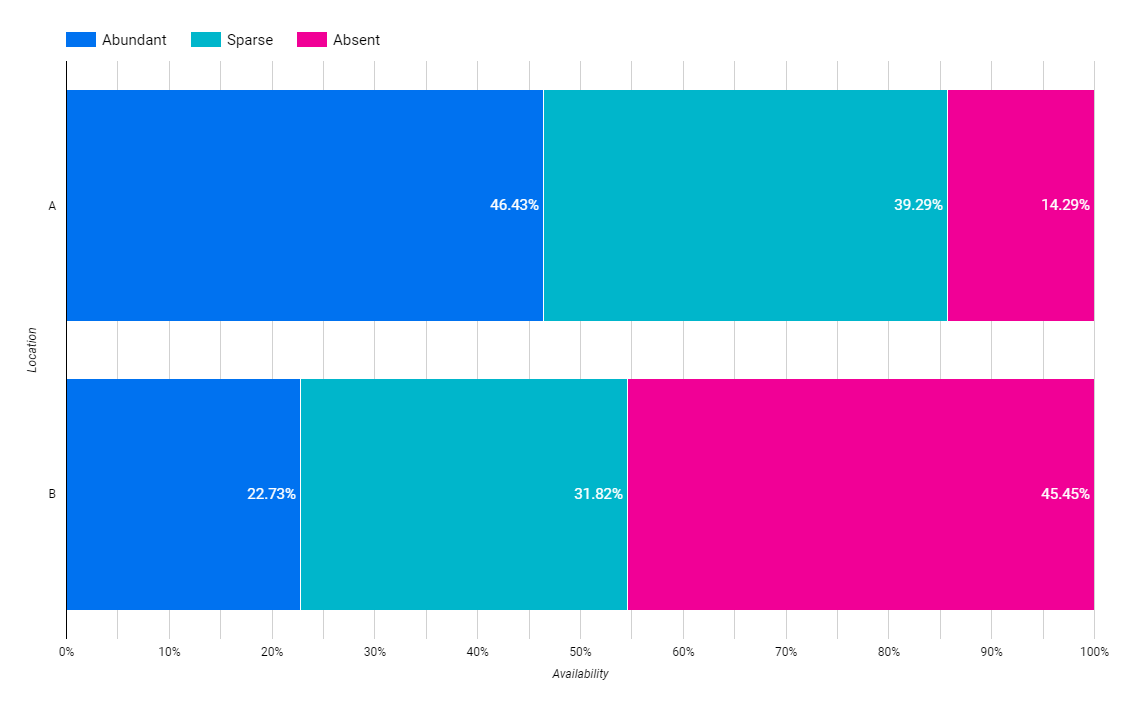 Abundant Sparse Absent
A
46.43% 39.29% 14.29%
Location
B
22.73% 31.82% 45.45%
0% 10% 20% 30% 40% 50% 60% 70% 80% 90% 100%
Availability